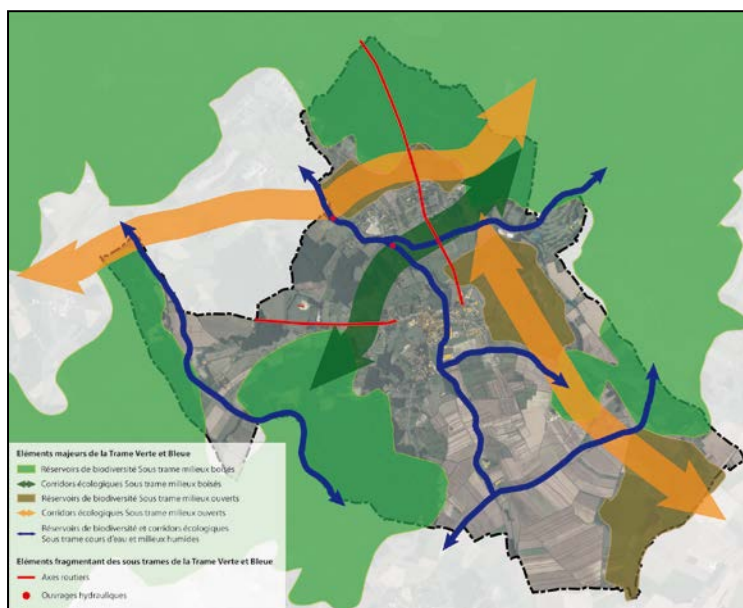 Eléments majeurs de la Trame Verte et Bleue
Réservoirs de biodiversité Sous trame milieux boisés
Corridors écologiques Sous trame milieux boisés
Réservoirs de biodiversité Sous trame milieux ouverts
Corridors écologiques Sous trame milieux ouverts
Réservoirs de biodiversité et corridors écologiques
Sous trame cours d'eau et milieux humides
Eléments fragmentant des sous trames de la Trame Verte et Bleue
Axes routiers
Ouvrages hydrauliques